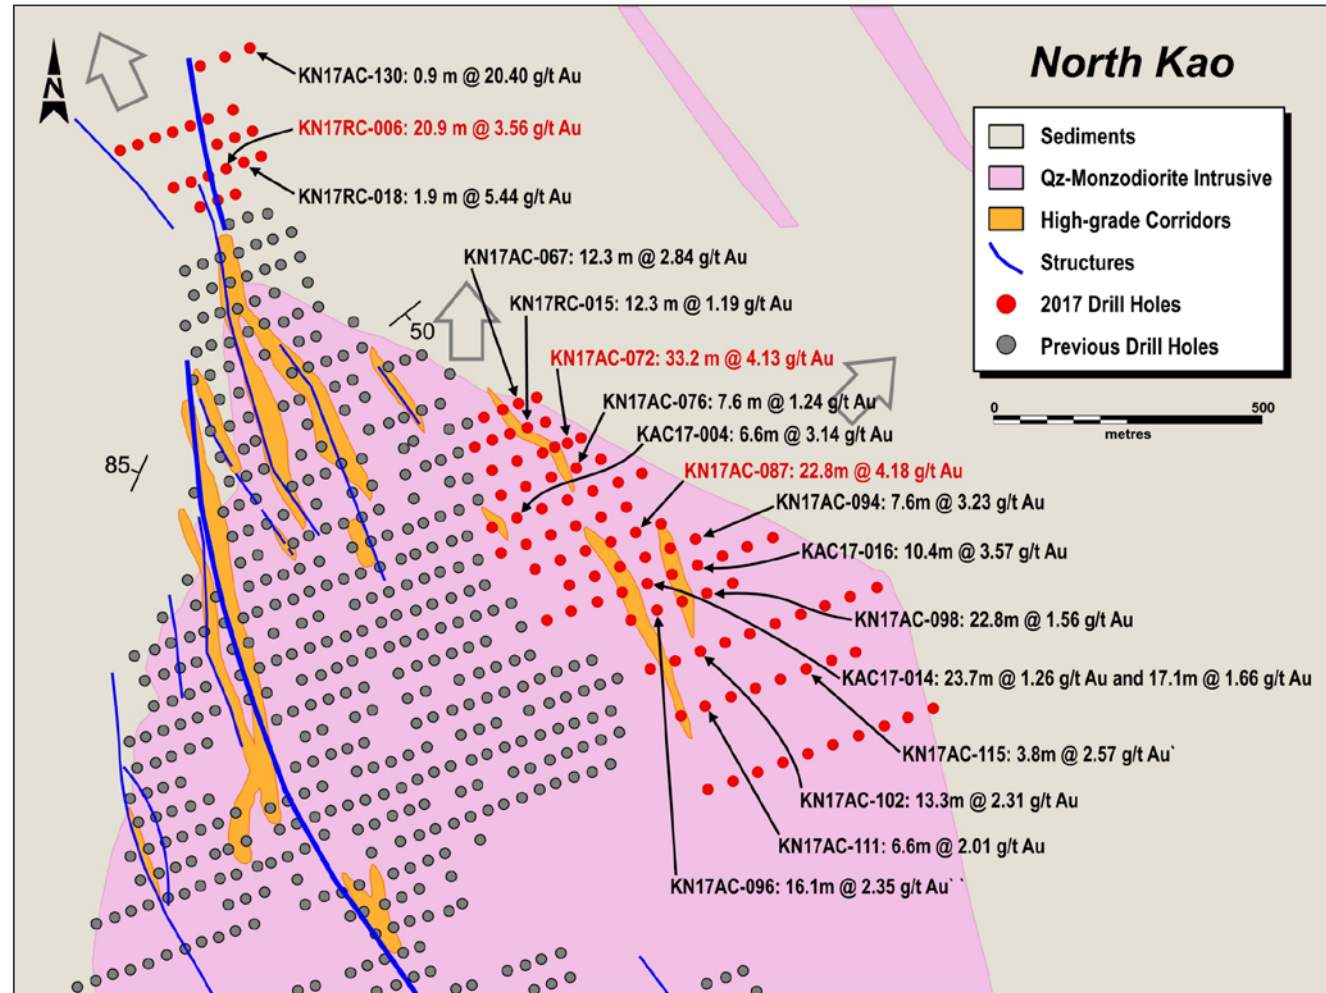 North Kao
N
KN17AC-130: 0.9 m @ 20.40 g/t Au
KN17RC-006: 20.9 m @ 3.56 g/t Au
KN17RC-018: 1.9 m @ 5.44 g/t Au
Sediments
Qz-Monzodiorite Intrusive
High-grade Corridors
Structures
2017 Drill Holes
Previous Drill Holes
0 500
metres
KN17AC-067: 12.3 m @ 2.84 g/t Au
KN17RC-015: 12.3 m @ 1.19 g/t Au
50
KN17AC-072: 33.2 m @ 4.13 g/t Au
KN17AC-076: 7.6 m @ 1.24 g/t Au
KAC17-004: 6.6m @ 3.14 g/t Au
85
KN17AC-087: 22.8m @ 4.18 g/t Au
KN17AC-094: 7.6m @ 3.23 g/t Au
KAC17-016: 10.4m @ 3.57 g/t Au
KN17AC-098: 22.8m @ 1.56 g/t Au
KAC17-014: 23.7m @ 1.26 g/t Au and 17.1m @ 1.66 g/t Au
KN17AC-115: 3.8m @ 2.57 g/t Au`
KN17AC-102: 13.3m @ 2.31 g/t Au
KN17AC-111: 6.6m @ 2.01 g/t Au
KN17AC-096: 16.1m @ 2.35 g/t Au` `